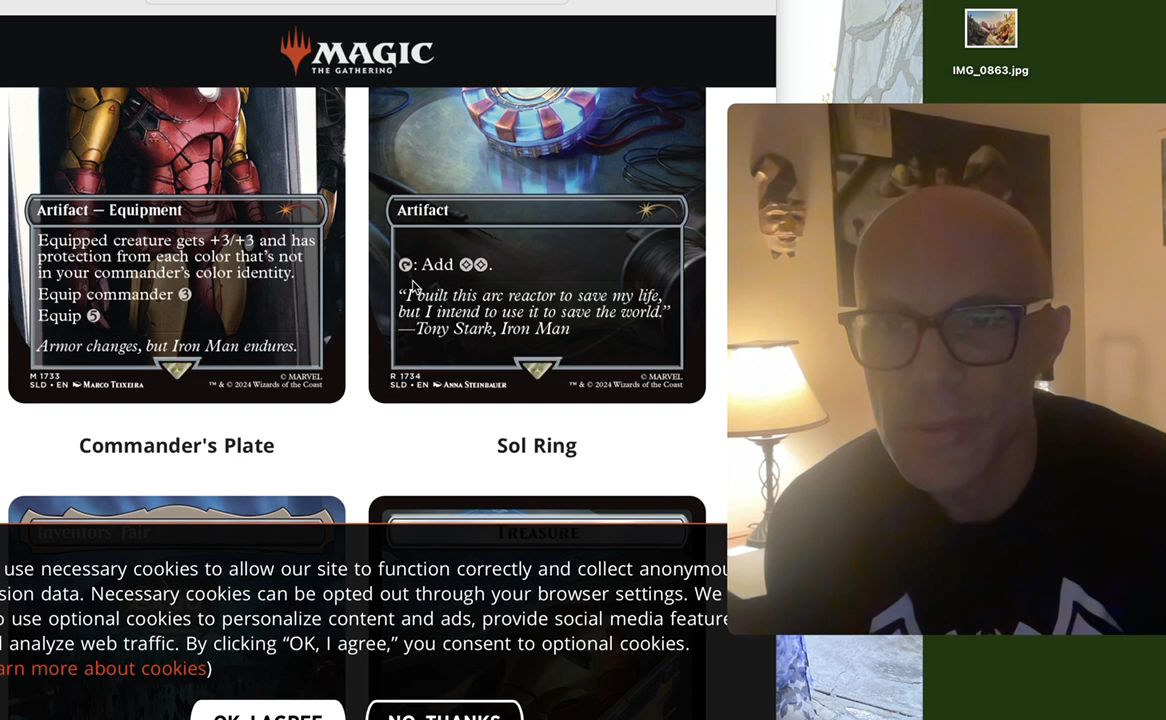 MAGIC
THE GATHERING
IMG_0863.jpg
Artifact — Equipment
Equipped creature gets +3/+3 and has
protection from each color that's not
in your commander's color identity.
Equip commander 3
Equip 5
Armor changes, but Iron Man endures.
M 1733
SLD • EN Marco Teixeira
© MARVEL
™ & © 2024 Wizards of the Coast
Artifact
: Add .
“I built this arc reactor to save my life,
but I intend to use it to save the world.”
—Tony Stark, Iron Man
R 1734
SLD • EN Anna Steinbauer
© MARVEL
™ & © 2024 Wizards of the Coast
Commander's Plate
Sol Ring
Inventors' Fair
Treasure
use necessary cookies to allow our site to function correctly and collect anonymou
sion data. Necessary cookies can be opted out through your browser settings. We
o use optional cookies to personalize content and ads, provide social media feature
analyze web traffic. By clicking “OK, I agree,” you consent to optional cookies.
arn more about cookies)
OK, I AGREE
NO, THANKS